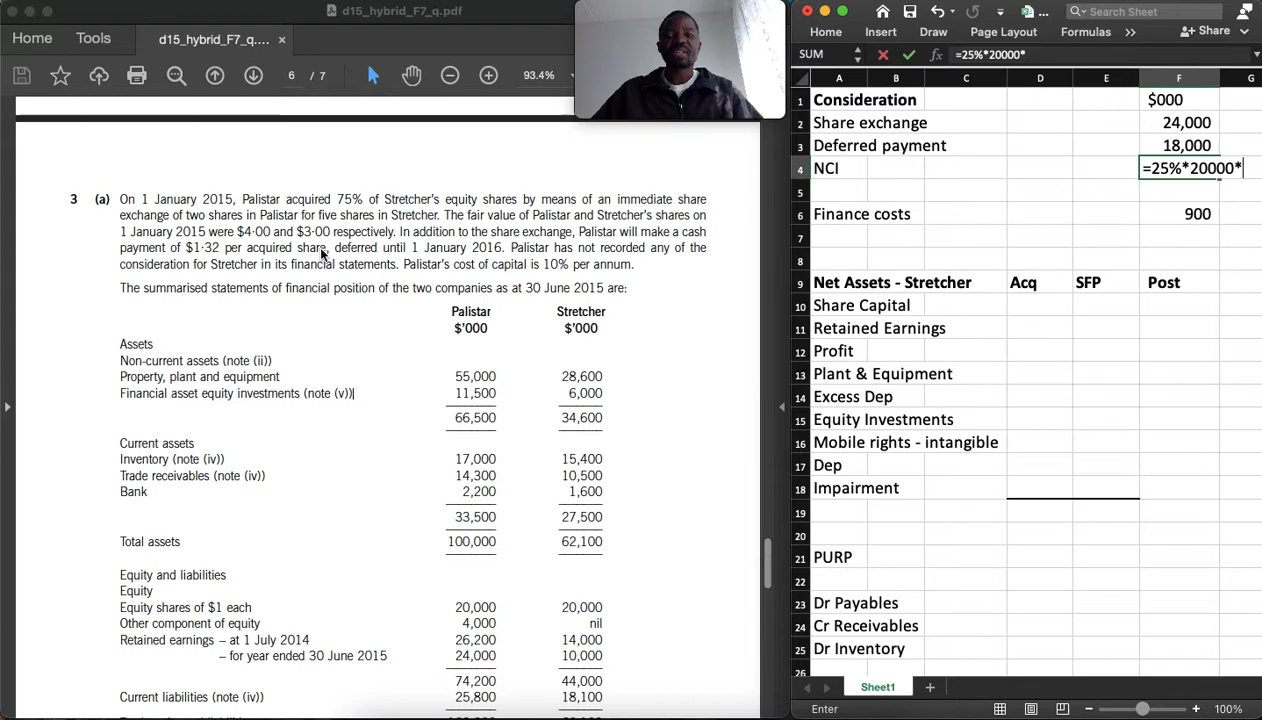 d15_hybrid_F7_q.pdf
Home Tools d15_hybrid_F7_q.... ×
6 / 7 93.4%
3 (a) On 1 January 2015, Palistar acquired 75% of Stretcher's equity shares by means of an immediate share
exchange of two shares in Palistar for five shares in Stretcher. The fair value of Palistar and Stretcher's shares on
1 January 2015 were $4·00 and $3·00 respectively. In addition to the share exchange, Palistar will make a cash
payment of $1·32 per acquired share, deferred until 1 January 2016. Palistar has not recorded any of the
consideration for Stretcher in its financial statements. Palistar's cost of capital is 10% per annum.
The summarised statements of financial position of the two companies as at 30 June 2015 are:
Palistar Stretcher
$'000 $'000
Assets
Non-current assets (note (ii))
Property, plant and equipment 55,000 28,600
Financial asset equity investments (note (v)) 11,500 6,000
66,500 34,600
Current assets
Inventory (note (iv)) 17,000 15,400
Trade receivables (note (iv)) 14,300 10,500
Bank 2,200 1,600
33,500 27,500
Total assets 100,000 62,100
Equity and liabilities
Equity
Equity shares of $1 each 20,000 20,000
Other component of equity 4,000 nil
Retained earnings – at 1 July 2014 26,200 14,000
– for year ended 30 June 2015 24,000 10,000
74,200 44,000
Current liabilities (note (iv)) 25,800 18,100
... Search Sheet
Home Insert Draw Page Layout Formulas >> Share
SUM fx =25%*20000*
A B C D E F G
1 Consideration $000
2 Share exchange 24,000
3 Deferred payment 18,000
4 NCI =25%*20000*
5
6 Finance costs 900
7
8
9 Net Assets - Stretcher Acq SFP Post
10 Share Capital
11 Retained Earnings
12 Profit
13 Plant & Equipment
14 Excess Dep
15 Equity Investments
16 Mobile rights - intangible
17 Dep
18 Impairment
19
20
21 PURP
22
23 Dr Payables
24 Cr Receivables
25 Dr Inventory
26
Sheet1 +
Enter 100%